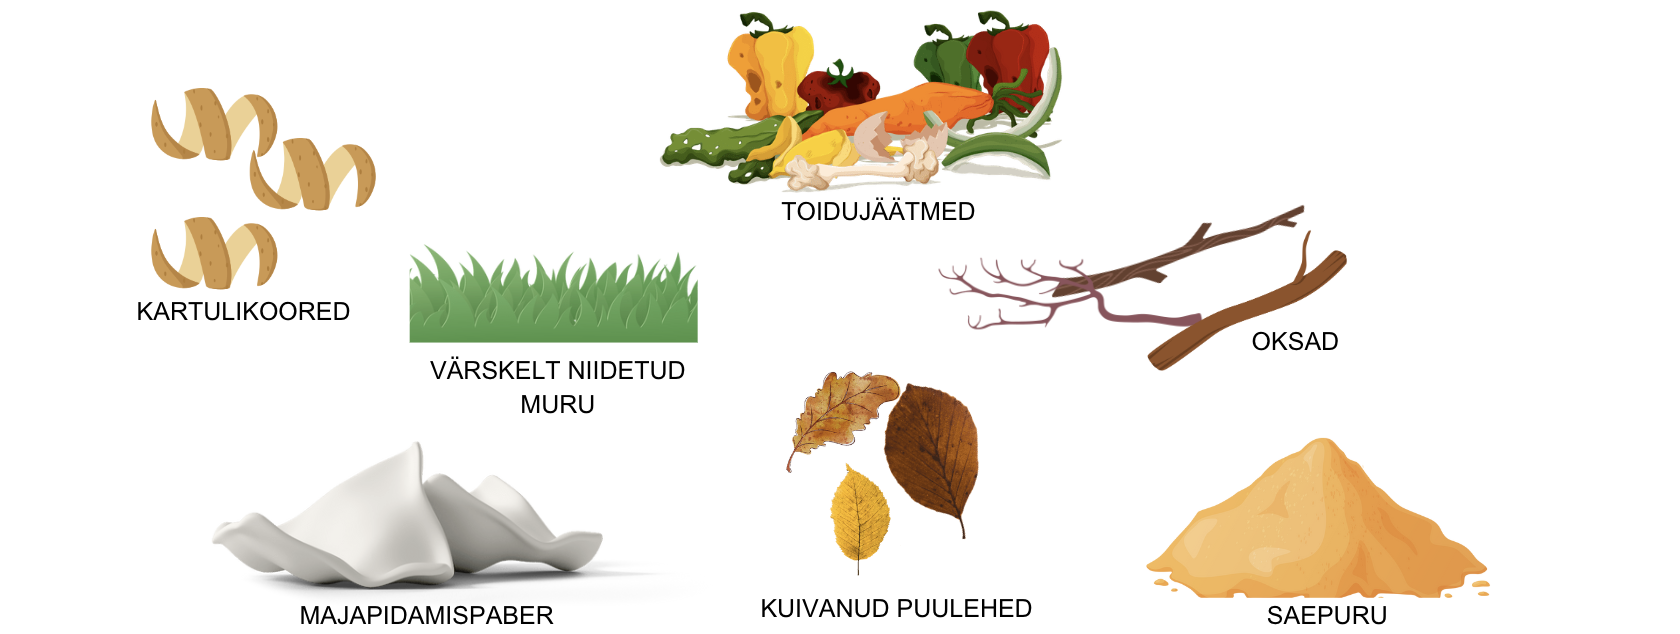 TOIDUJÄÄTMED
KARTULIKOORED
OKSAD
VÄRSKELT NIIDETUD
MURU
MAJAPIDAMISPABER
KUIVANUD PUULEHED
SAEPURU